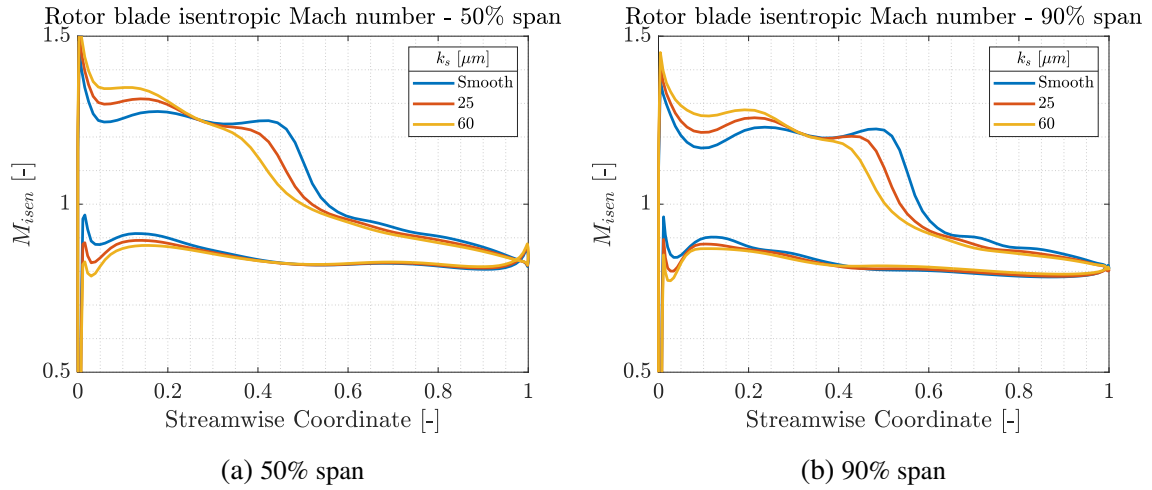 Rotor blade isentropic Mach number - 50% span
1.5
1
0.5
M_isen [-]
k_s [μm]
Smooth
25
60
0
0.2
0.4
0.6
0.8
1
Streamwise Coordinate [-]
(a) 50% span
Rotor blade isentropic Mach number - 90% span
1.5
1
0.5
M_isen [-]
k_s [μm]
Smooth
25
60
0
0.2
0.4
0.6
0.8
1
Streamwise Coordinate [-]
(b) 90% span